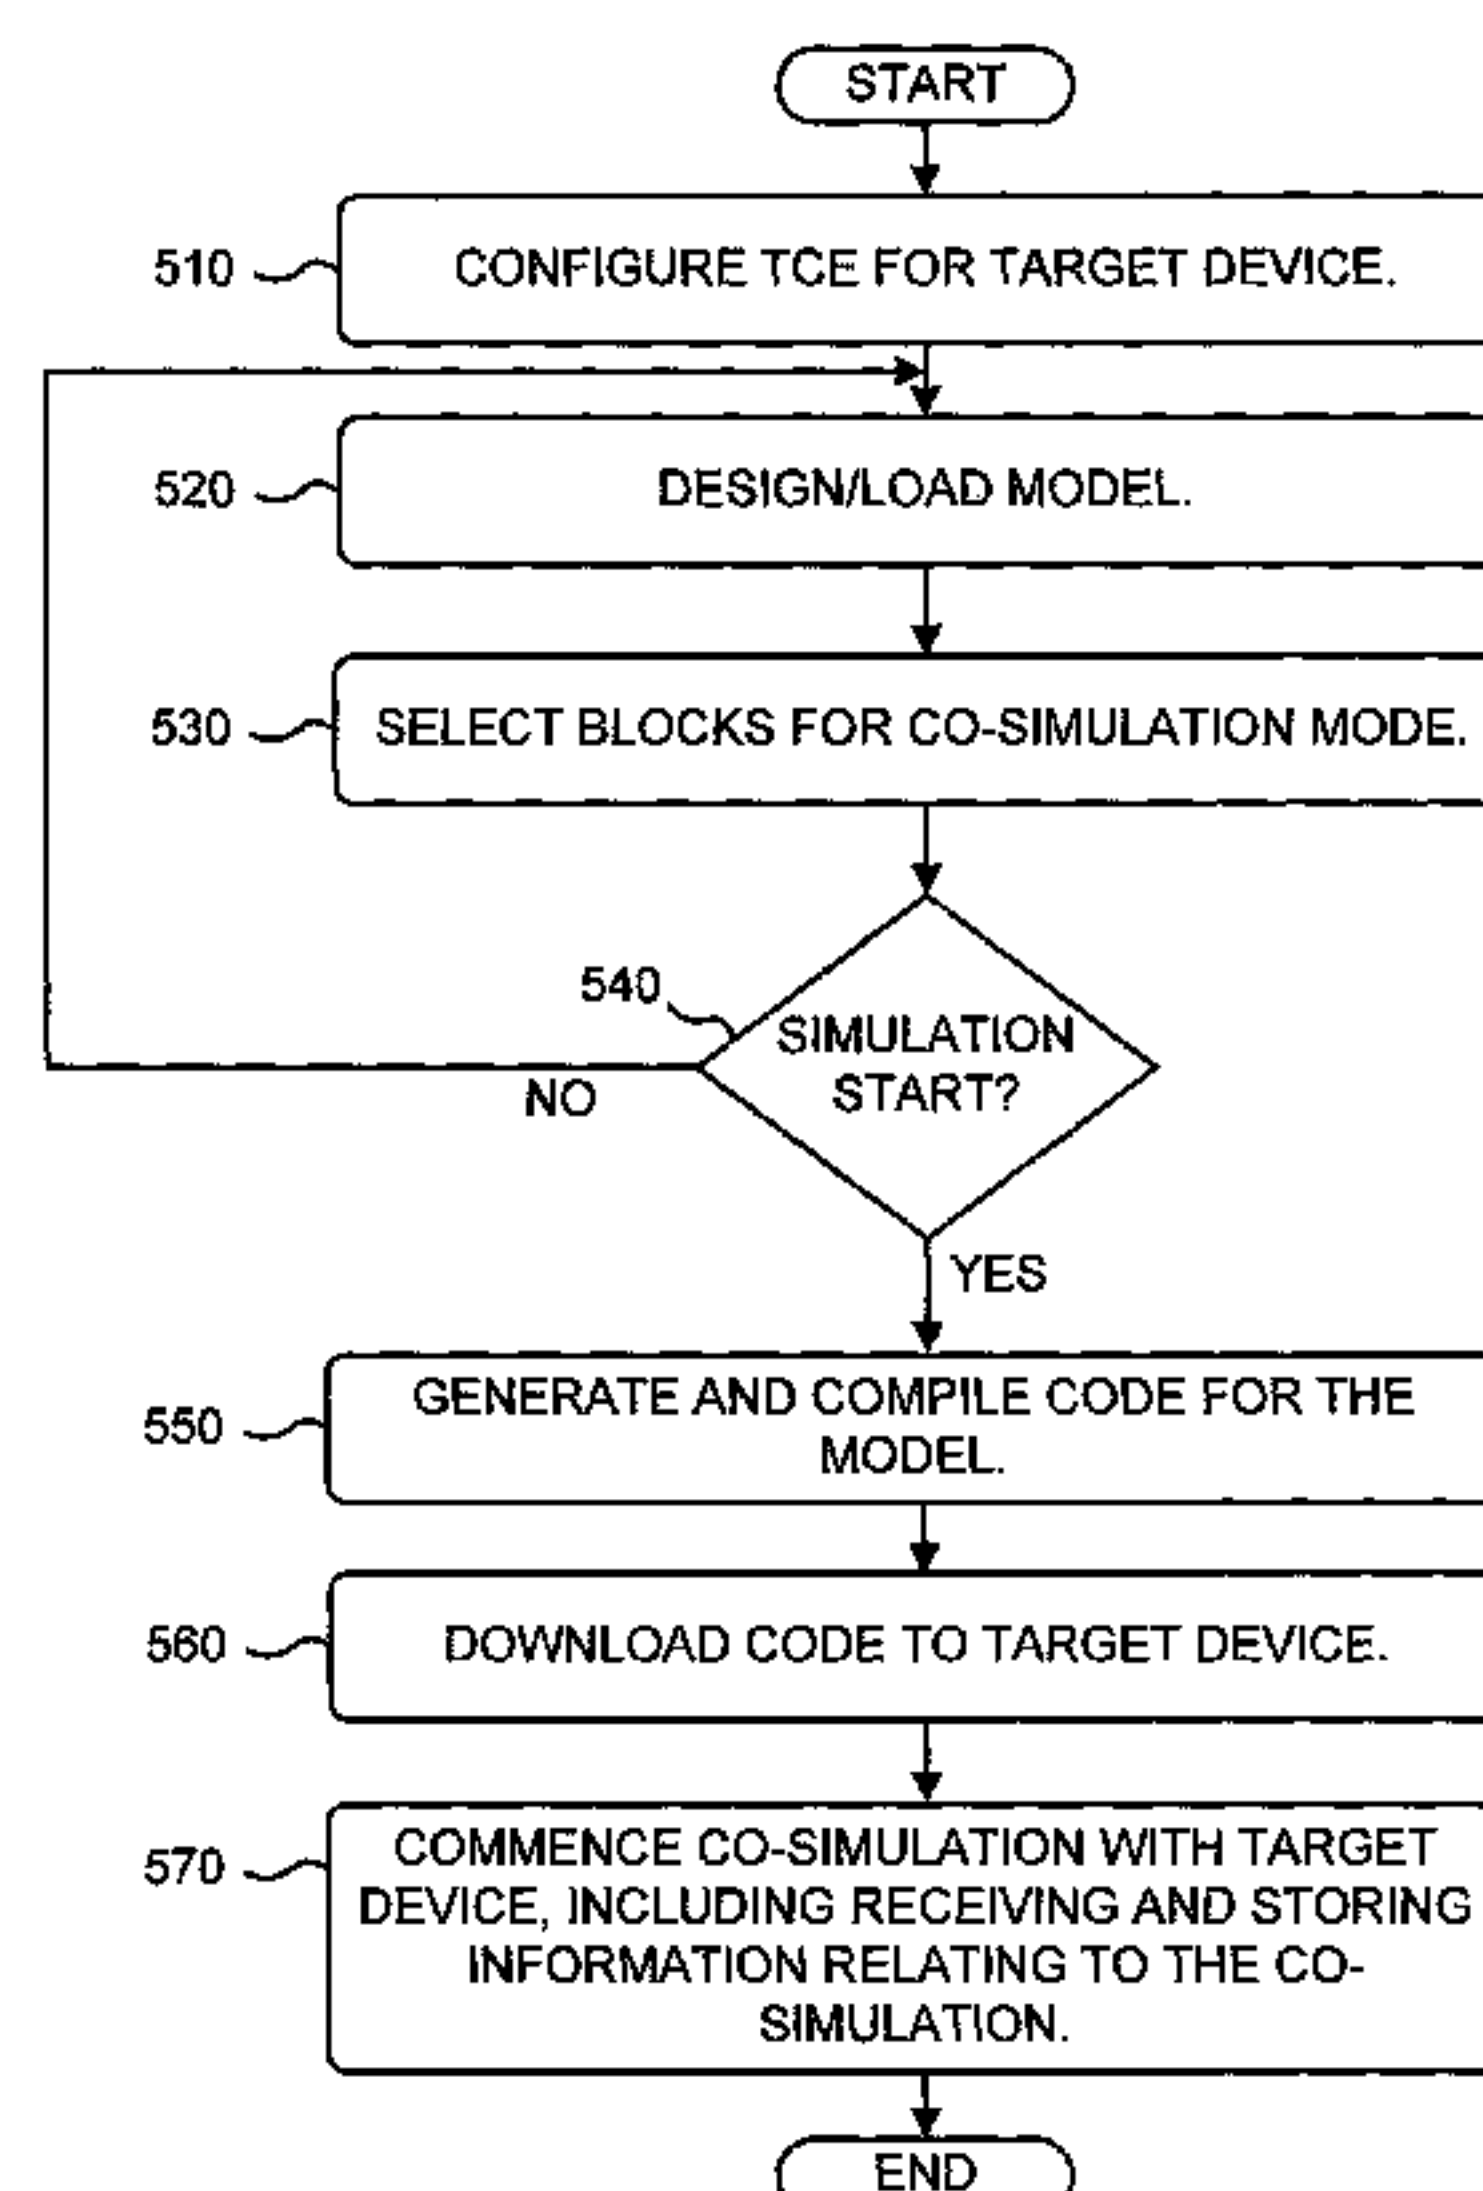 START
510
CONFIGURE TCE FOR TARGET DEVICE.
520
DESIGN/LOAD MODEL.
530
SELECT BLOCKS FOR CO-SIMULATION MODE.
540
SIMULATION
START?
NO
YES
550
GENERATE AND COMPILE CODE FOR THE
MODEL.
560
DOWNLOAD CODE TO TARGET DEVICE.
570
COMMENCE CO-SIMULATION WITH TARGET
DEVICE, INCLUDING RECEIVING AND STORING
INFORMATION RELATING TO THE CO-
SIMULATION.
END